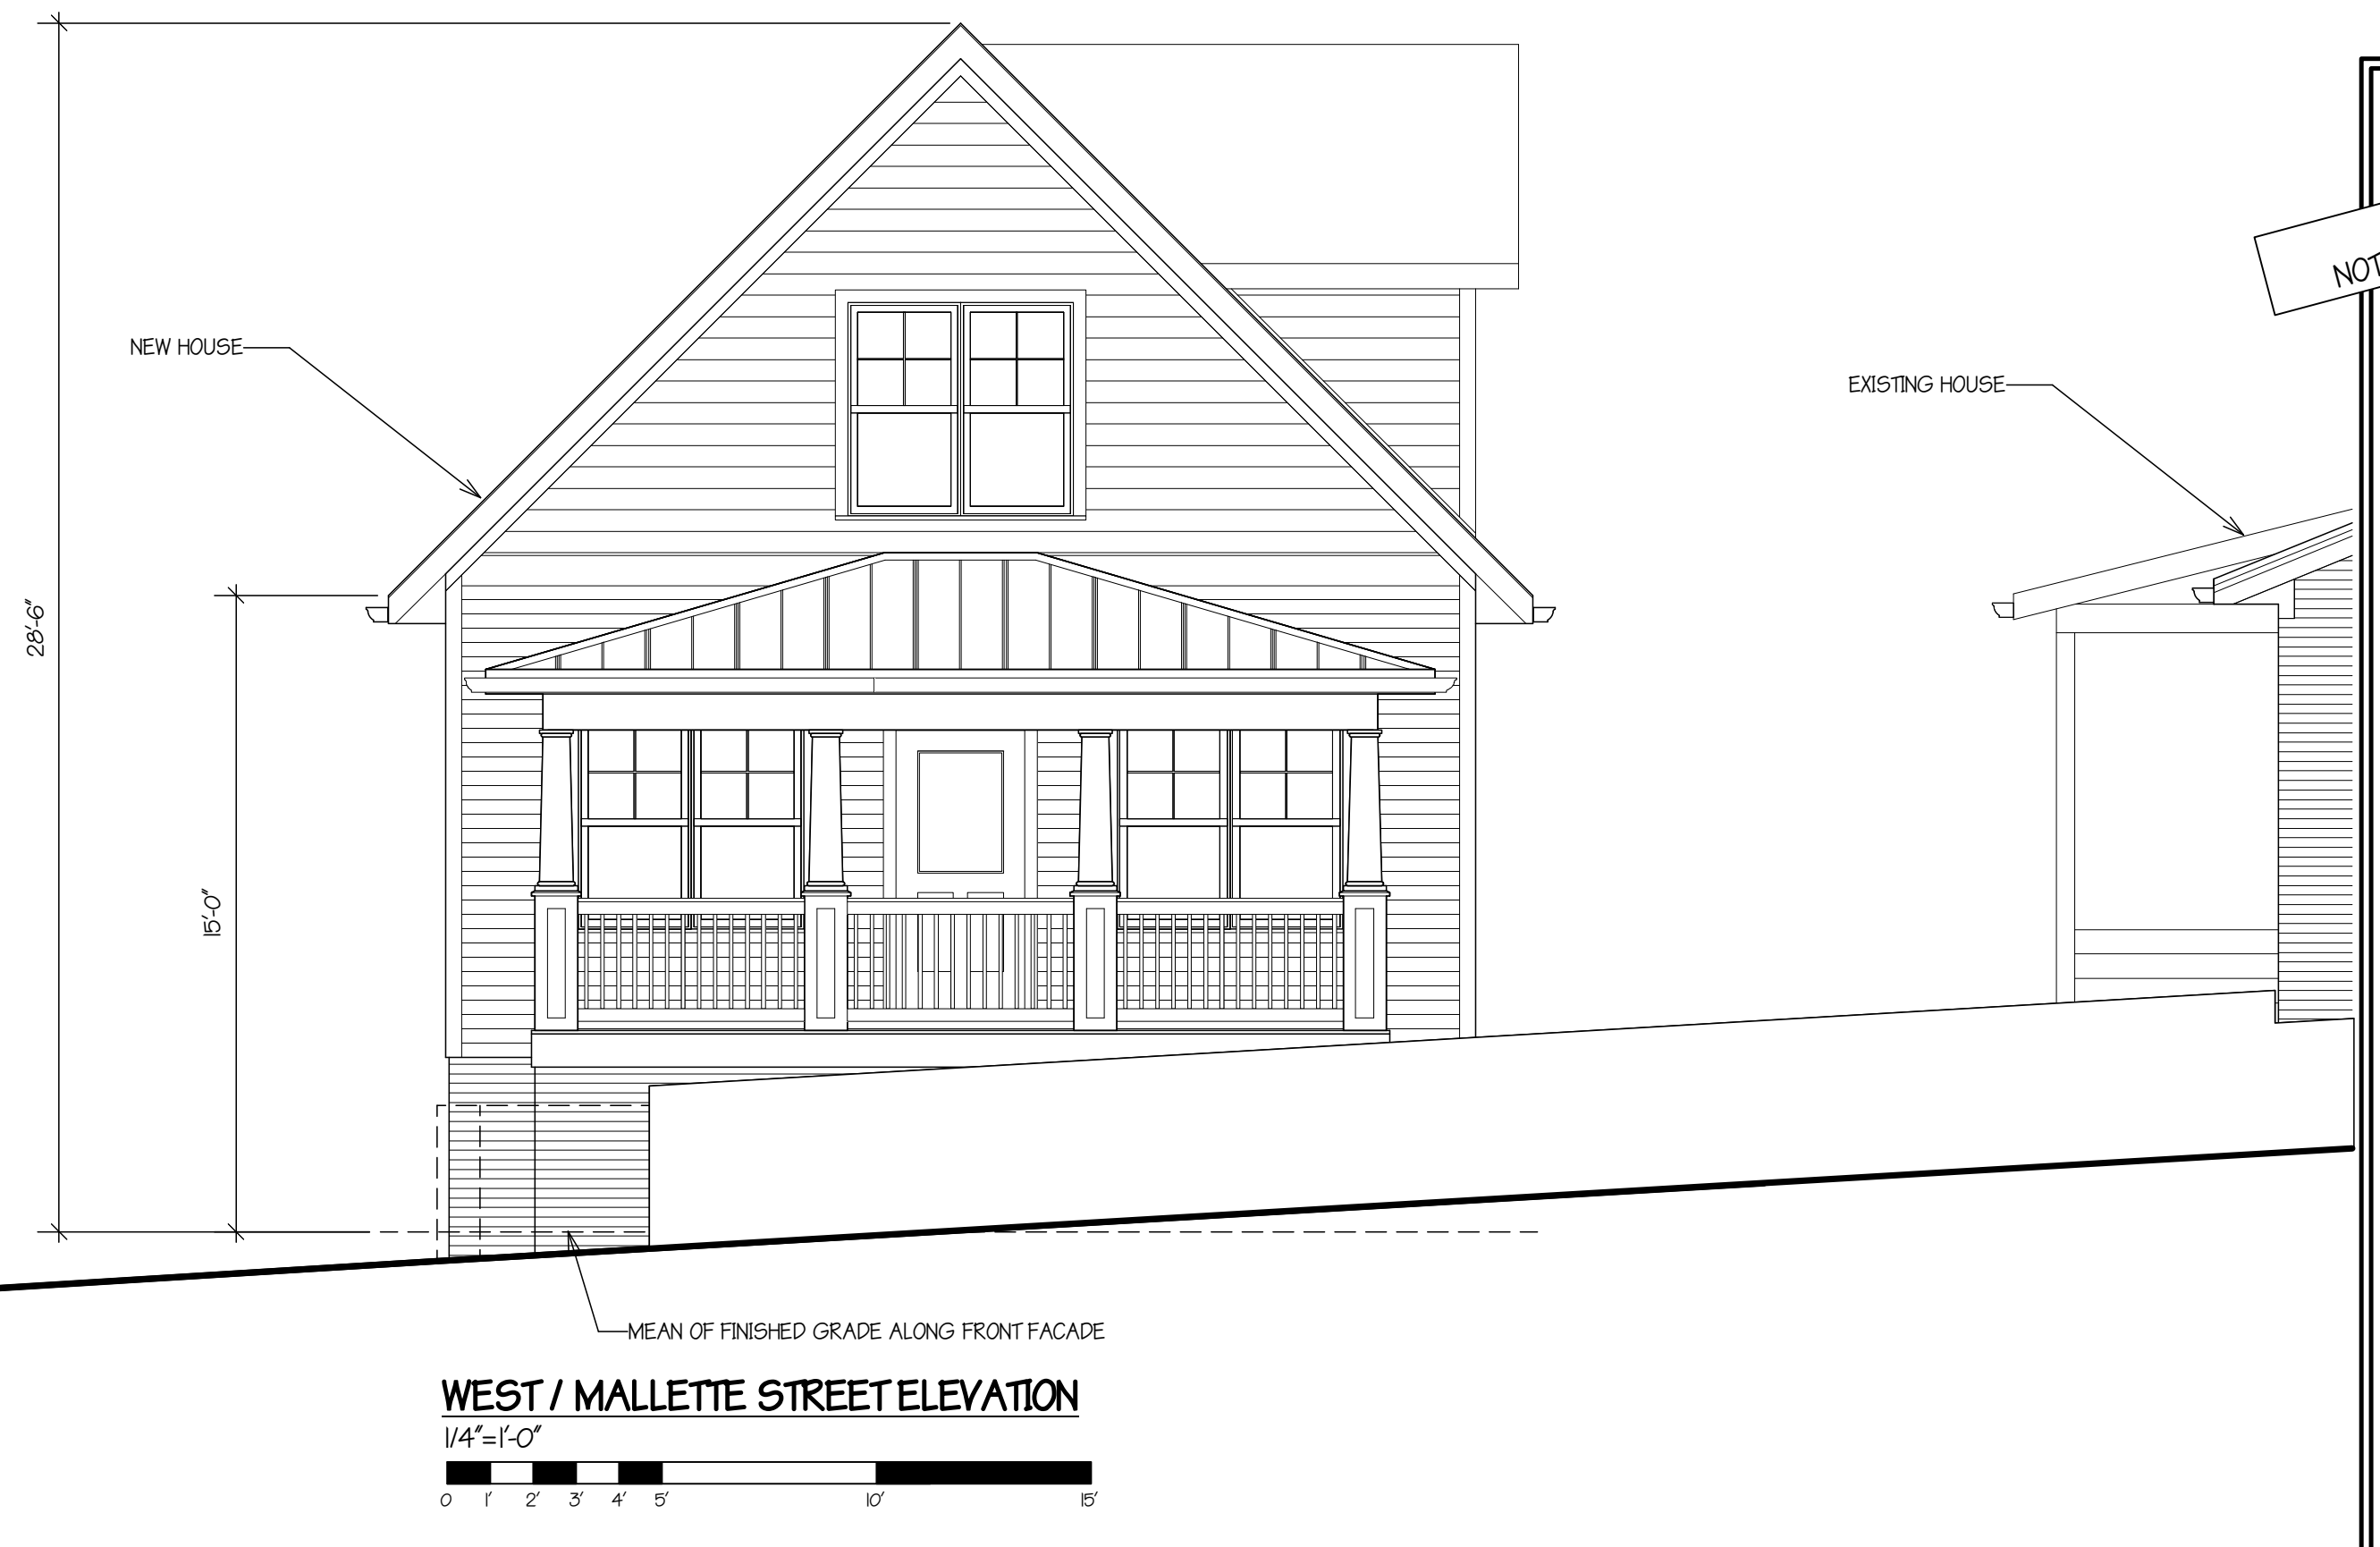 NOT
NEW HOUSE
EXISTING HOUSE
28'-6"
15'-0"
MEAN OF FINISHED GRADE ALONG FRONT FACADE
WEST / MALLETTE STREET ELEVATION
1/4"=1'-0"
0 1' 2' 3' 4' 5' 10' 15'